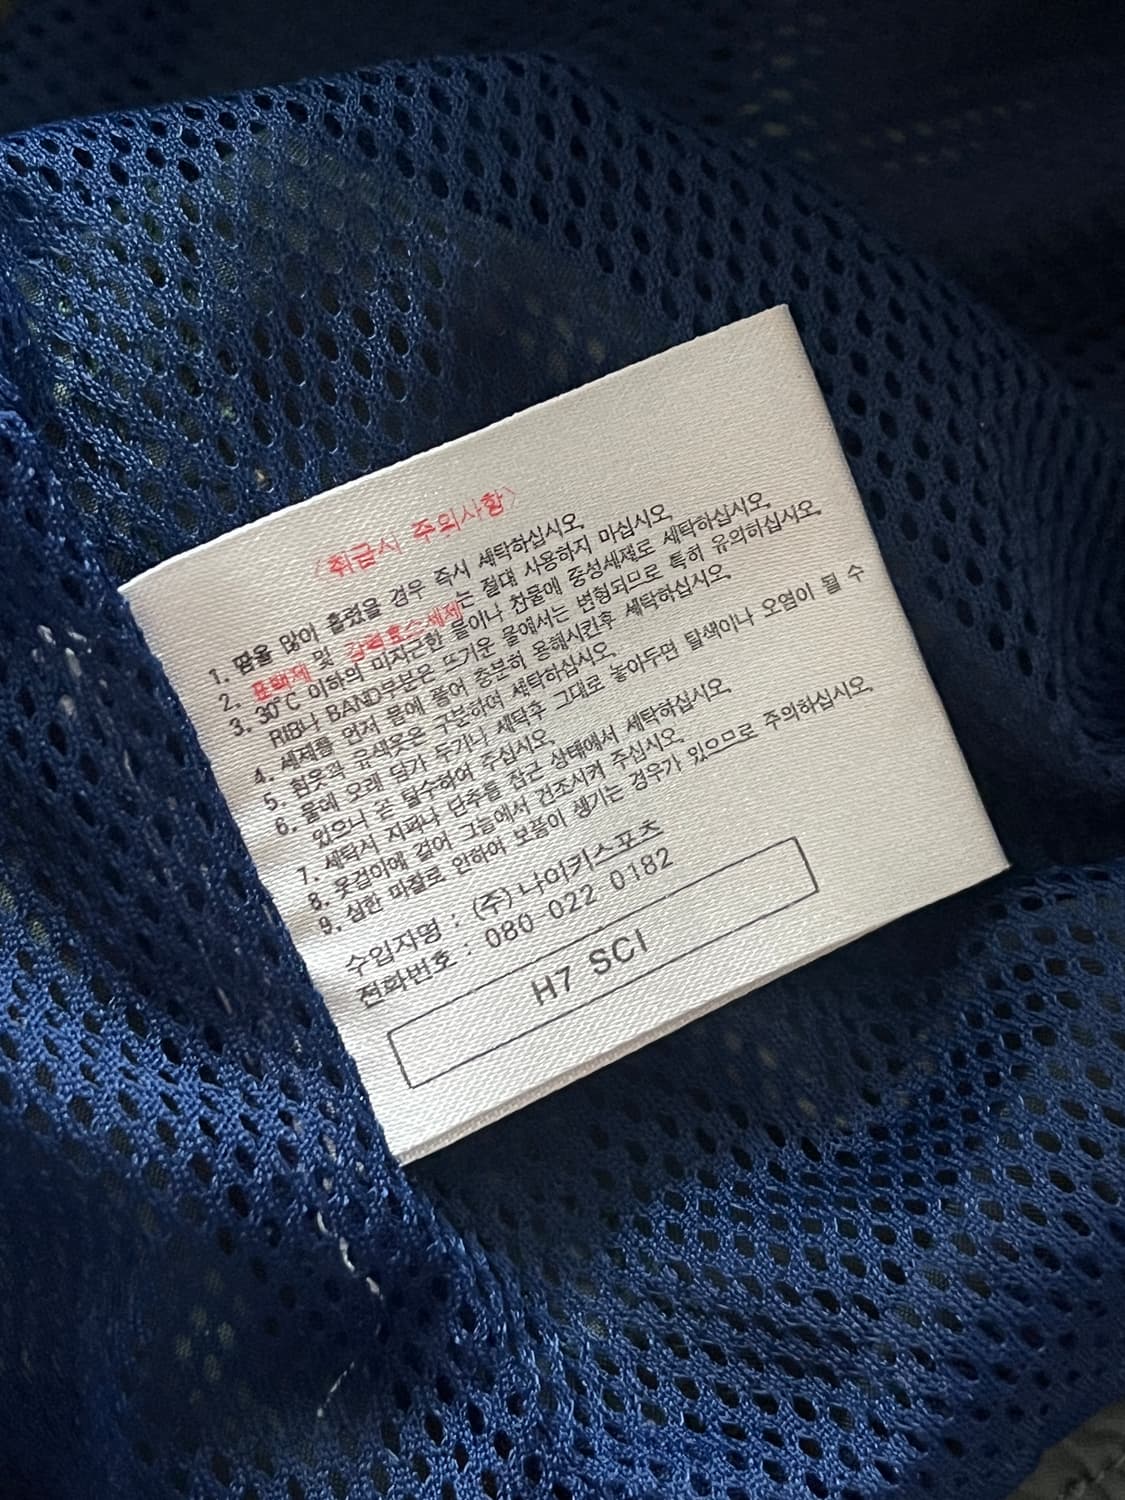 〈취급시 주의사항〉
1. 땀을 많이 흘렸을 경우 즉시 세탁하십시오.
2. 표백제 및 강력효소세제는 절대 사용하지 마십시오.
3. 30°C 이하의 미지근한 물이나 찬물에 중성세제로 세탁하십시오.
RIB나 BAND부분은 뜨거운 물에서는 변형되므로 특히 유의하십시오.
4. 세제를 먼저 물에 풀어 충분히 용해시킨후 세탁하십시오.
5. 흰옷과 유색옷은 구분하여 세탁하십시오.
6. 물에 오래 담가 두거나 세탁후 그대로 놓아두면 탈색이나 오염이 될 수
있으니 곧 탈수하여 주십시오.
7. 세탁시 지퍼나 단추를 잠근 상태에서 세탁하십시오.
8. 옷걸이에 걸어 그늘에서 건조시켜 주십시오.
9. 심한 마찰로 인하여 보풀이 생기는 경우가 있으므로 주의하십시오.
수입자명 : (주)나이키스포츠
전화번호 : 080-022 0182
H7 SCI